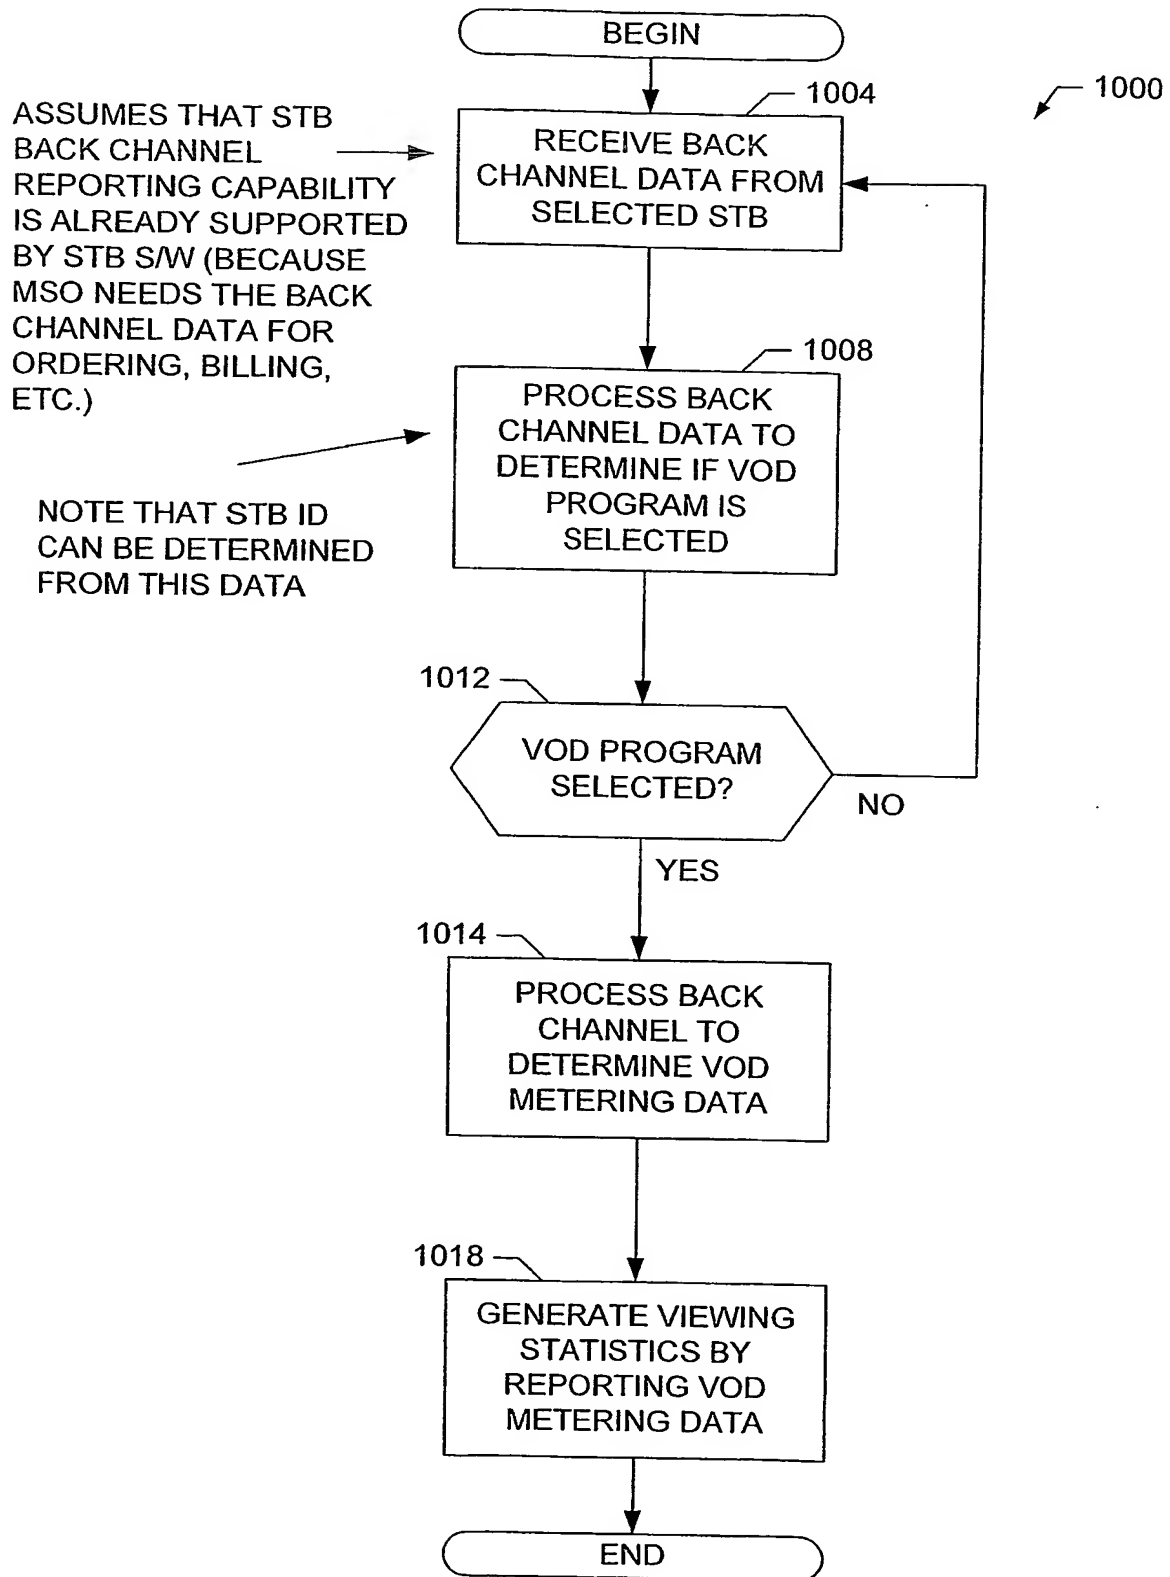 BEGIN
1000
1004
ASSUMES THAT STB
BACK CHANNEL
REPORTING CAPABILITY
IS ALREADY SUPPORTED
BY STB S/W (BECAUSE
MSO NEEDS THE BACK
CHANNEL DATA FOR
ORDERING, BILLING,
ETC.)
RECEIVE BACK
CHANNEL DATA FROM
SELECTED STB
1008
PROCESS BACK
CHANNEL DATA TO
DETERMINE IF VOD
PROGRAM IS
SELECTED
NOTE THAT STB ID
CAN BE DETERMINED
FROM THIS DATA
1012
VOD PROGRAM
SELECTED?
NO
YES
1014
PROCESS BACK
CHANNEL TO
DETERMINE VOD
METERING DATA
1018
GENERATE VIEWING
STATISTICS BY
REPORTING VOD
METERING DATA
END